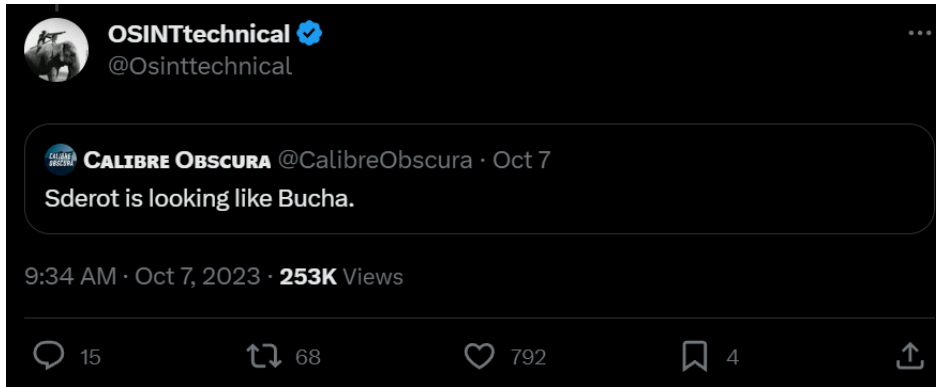 OSINTtechnical
@Osinttechnical
CALIBRE OBSCURA @CalibreObscura · Oct 7
Sderot is looking like Bucha.
9:34 AM · Oct 7, 2023 · 253K Views
15 68 792 4